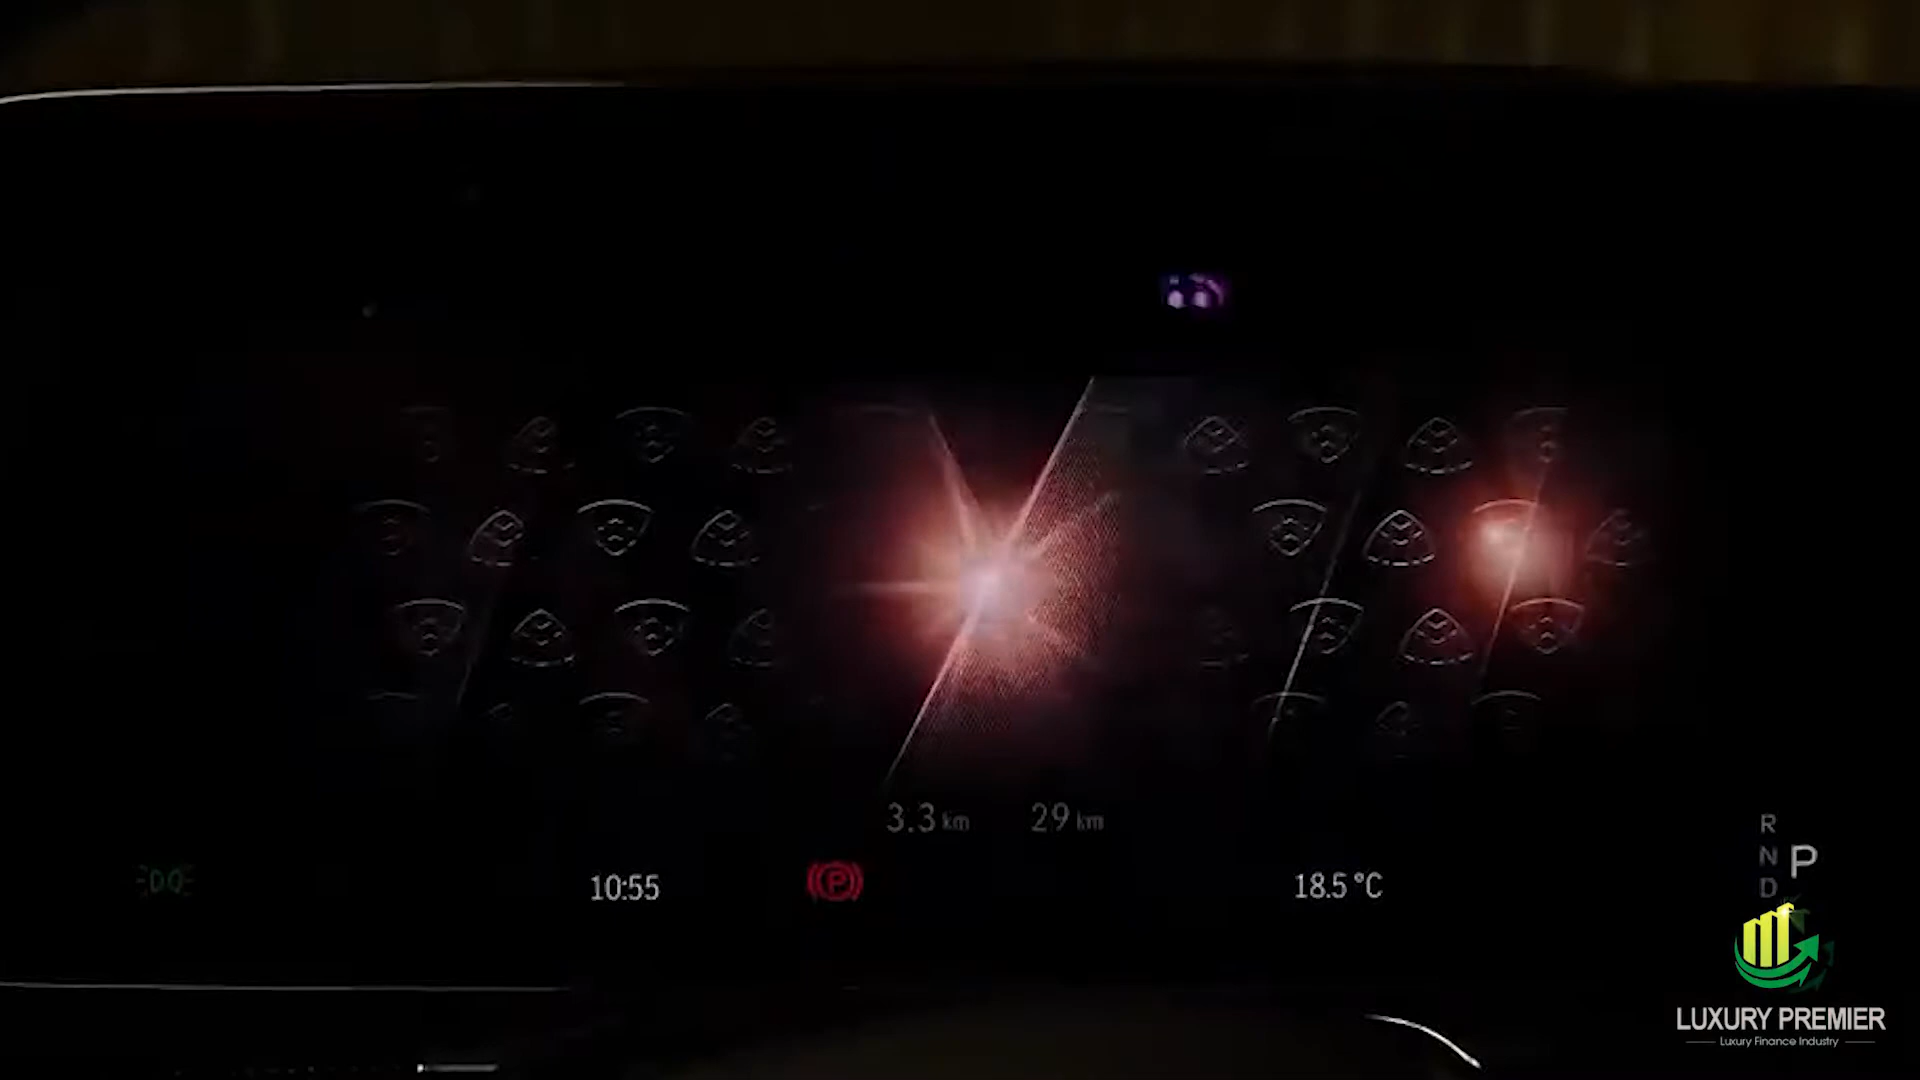 3.3 km 29 km
R
N P
D
10:55 P 18.5 °C
LUXURY PREMIER
Luxury Finance Industry